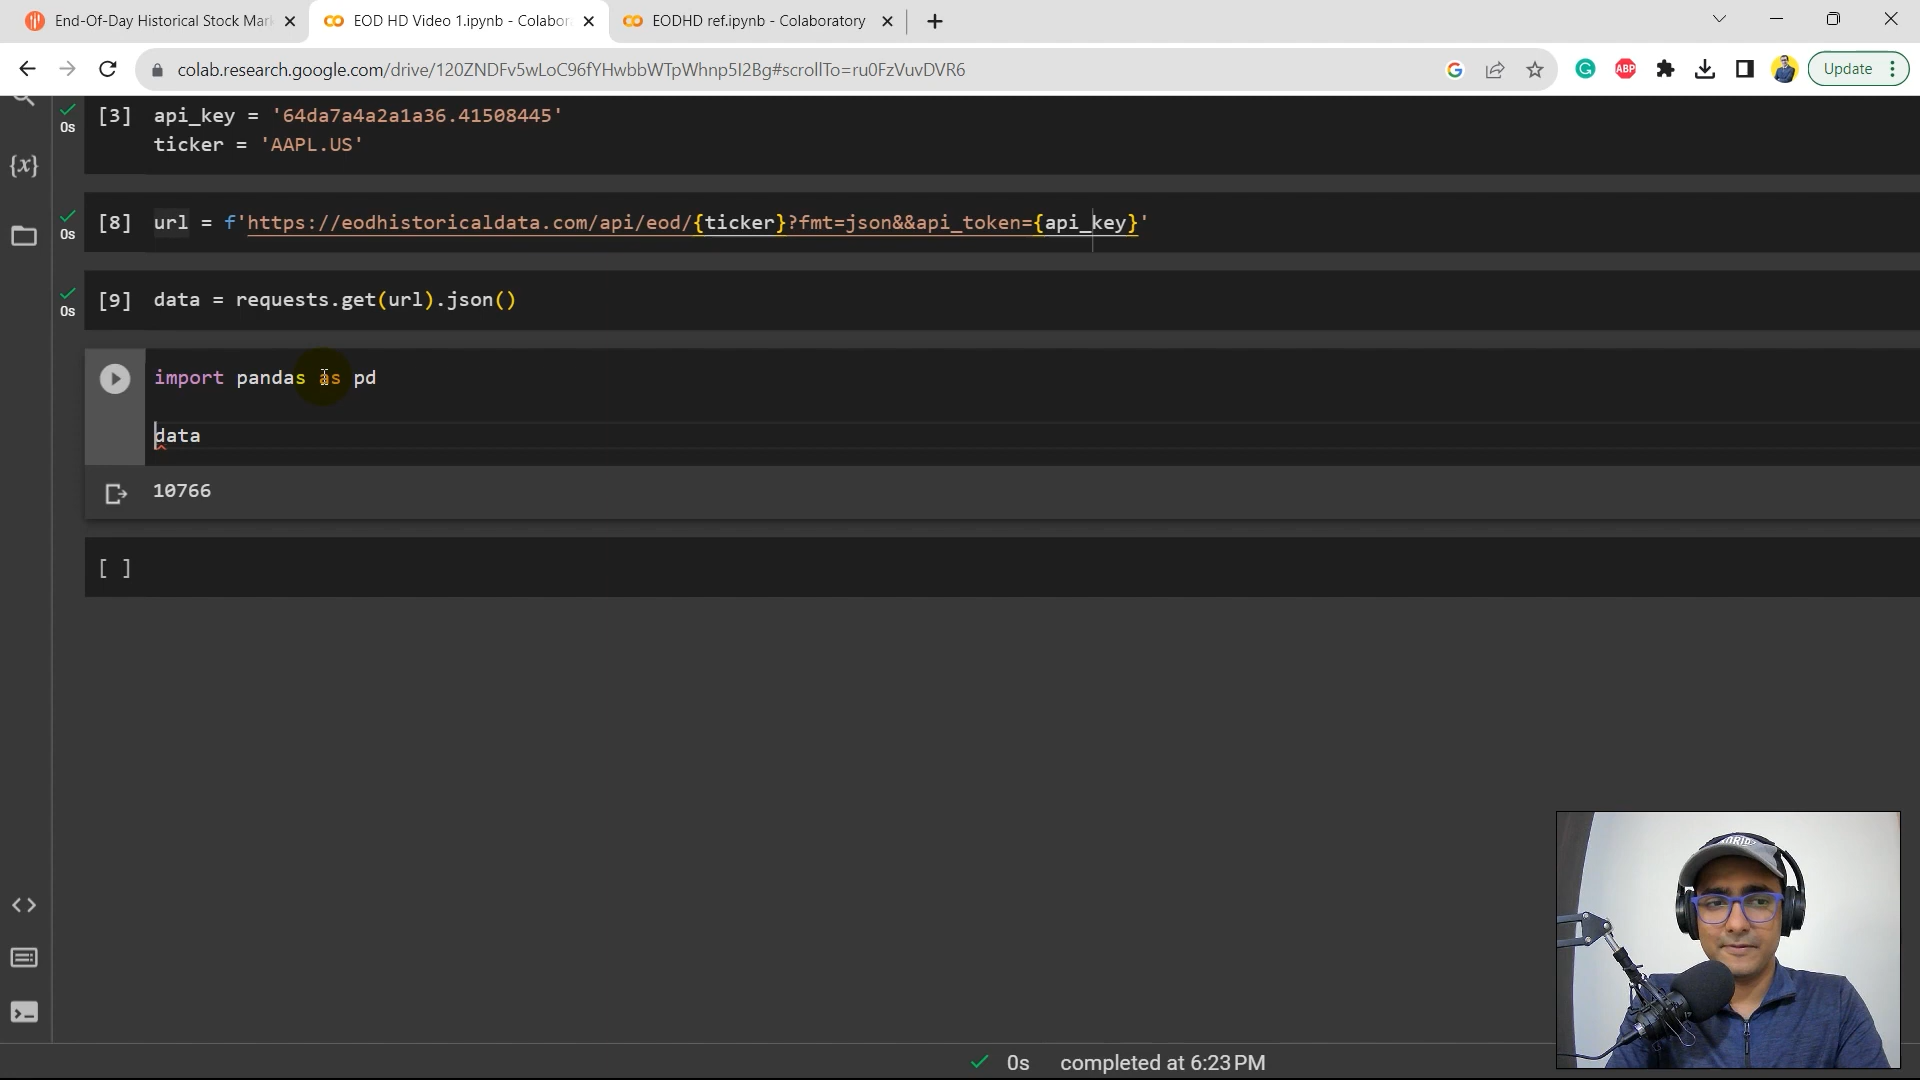 End-Of-Day Historical Stock Mar
EOD HD Video 1.ipynb - Colabor
EODHD ref.ipynb - Colaboratory
colab.research.google.com/drive/120ZNDFv5wLoC96fYHwbbWTpWhnp5I2Bg#scrollTo=ru0FzVuvDVR6
G
ABP
Update
{x}
0s
[3] api_key = '64da7a4a2a1a36.41508445'
ticker = 'AAPL.US'
0s
[8] url = f'https://eodhistoricaldata.com/api/eod/{ticker}?fmt=json&&api_token={api_key}'
0s
[9] data = requests.get(url).json()
import pandas as pd
data
10766
[ ]
0s completed at 6:23 PM